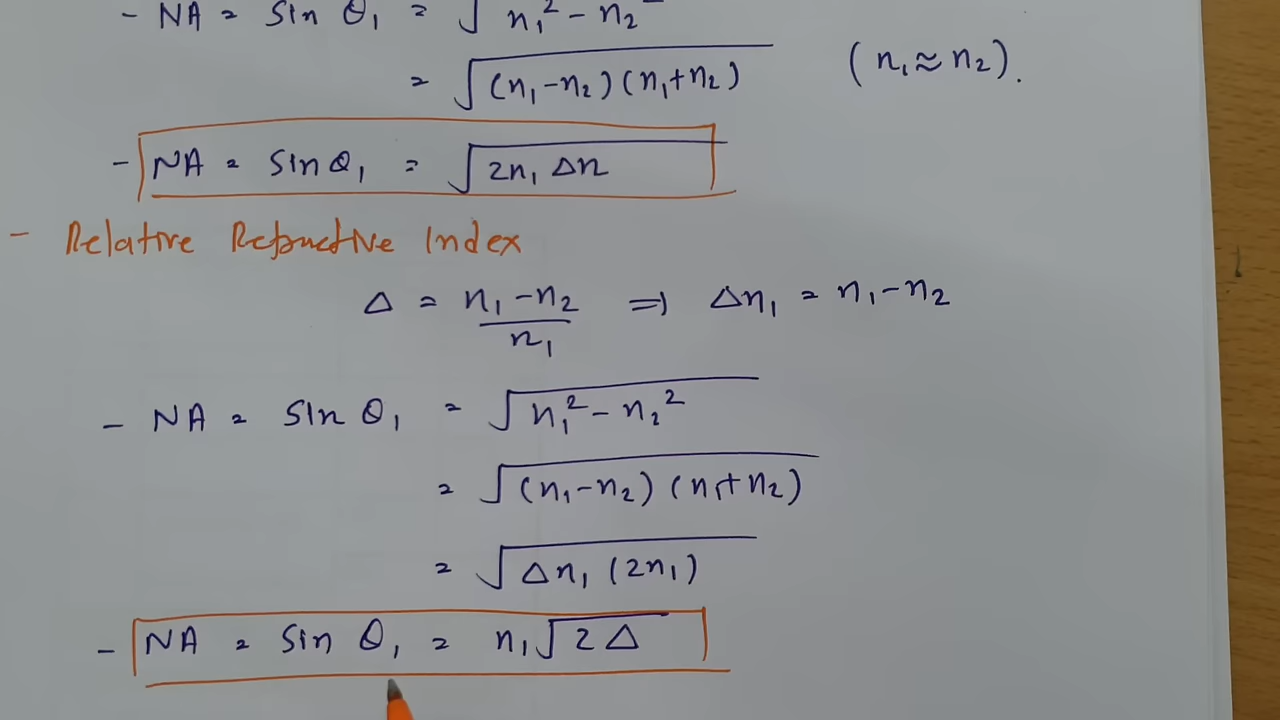 - NA = Sin θ₁ = √n₁² - n₂²
= √(n₁-n₂)(n₁+n₂) (n₁≈n₂).
- NA = Sin θ₁ = √2n₁ Δn
- Relative Refractive Index
Δ = n₁-n₂/n₁ ⇒ Δn₁ = n₁-n₂
- NA = Sin θ₁ = √n₁² - n₂²
= √(n₁-n₂)(n₁+n₂)
= √Δn₁ (2n₁)
- NA = Sin θ₁ = n₁√2Δ